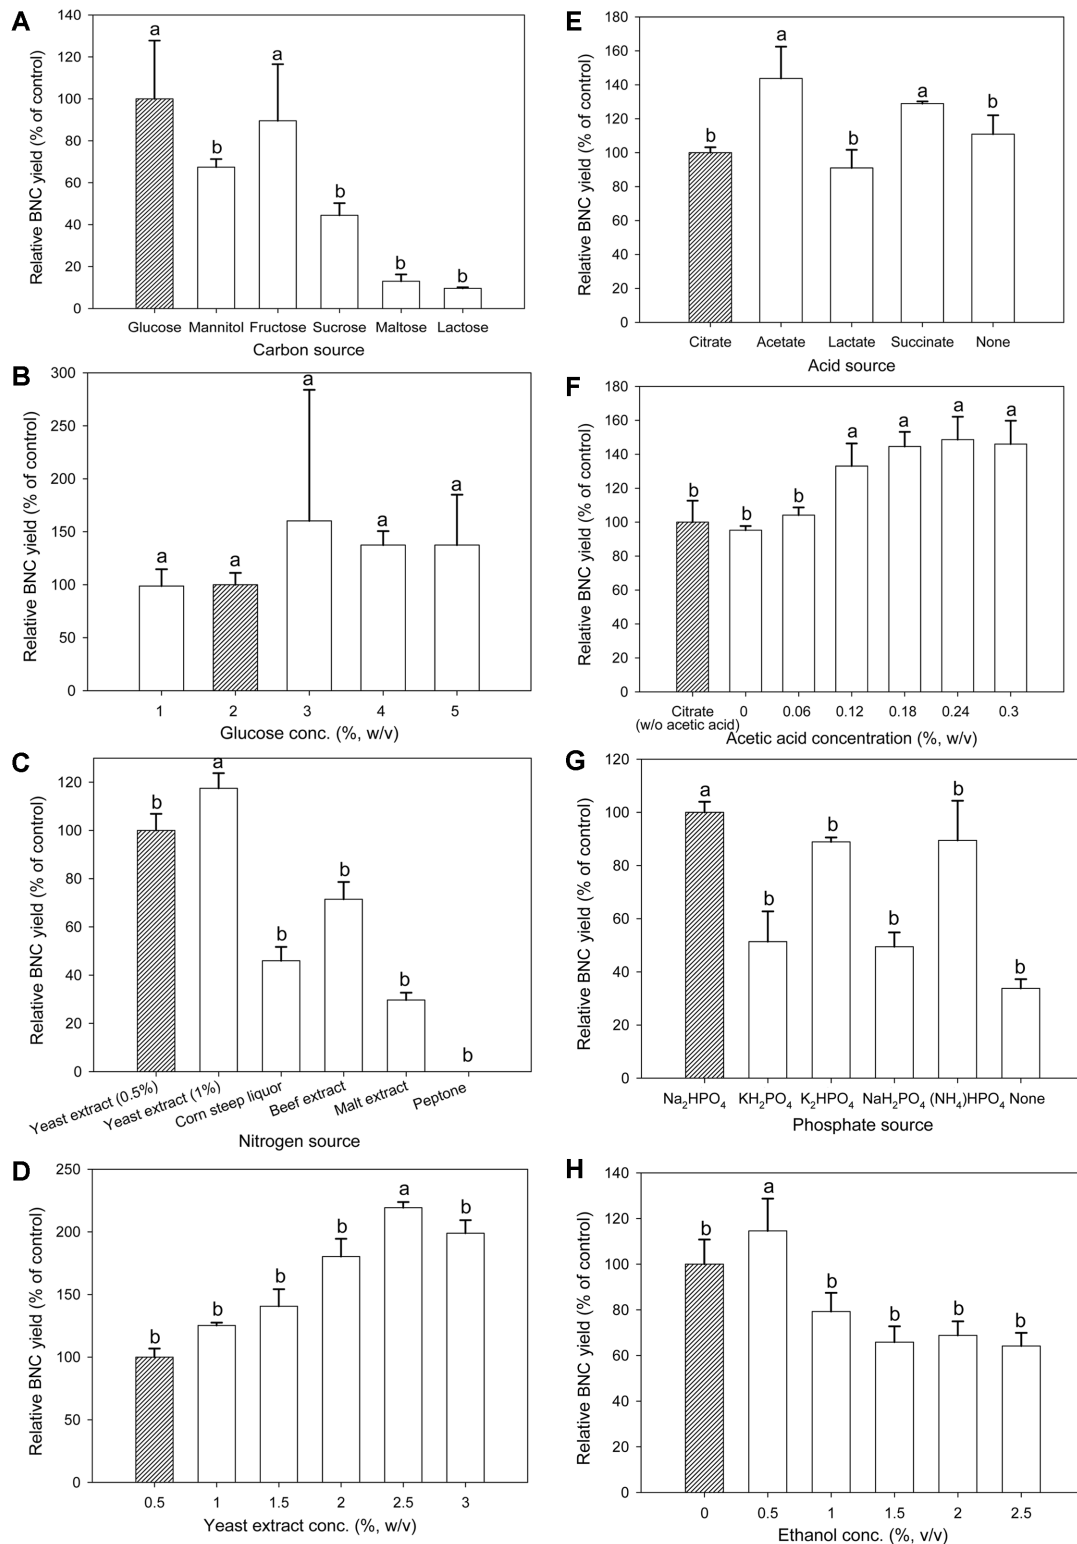 A
Relative BNC yield (% of control)
140
120
100
80
60
40
20
0
a
b
a
b
b
b
Glucose Mannitol Fructose Sucrose Maltose Lactose
Carbon source
B
Relative BNC yield (% of control)
300
250
200
150
100
50
0
a
a
a
a
a
1 2 3 4 5
Glucose conc. (%, w/v)
C
Relative BNC yield (% of control)
120
100
80
60
40
20
0
b
a
b
b
b
b
Yeast extract (0.5%)
Yeast extract (1%)
Corn steep liquor
Beef extract
Malt extract
Peptone
Nitrogen source
D
Relative BNC yield (% of control)
250
200
150
100
50
0
b
b
b
b
a
b
0.5 1 1.5 2 2.5 3
Yeast extract conc. (%, w/v)
E
Relative BNC yield (% of control)
180
160
140
120
100
80
60
40
20
0
b
a
b
a
b
Citrate Acetate Lactate Succinate None
Acid source
F
Relative BNC yield (% of control)
180
160
140
120
100
80
60
40
20
0
b
b
b
a
a
a
a
Citrate 0 0.06 0.12 0.18 0.24 0.3
(w/o acetic acid)
Acetic acid concentration (%, w/v)
G
Relative BNC yield (% of control)
120
100
80
60
40
20
0
a
b
b
b
b
b
Na₂HPO₄ KH₂PO₄ K₂HPO₄ NaH₂PO₄ (NH₄)HPO₄ None
Phosphate source
H
Relative BNC yield (% of control)
140
120
100
80
60
40
20
0
b
a
b
b
b
b
0 0.5 1 1.5 2 2.5
Ethanol conc. (%, v/v)